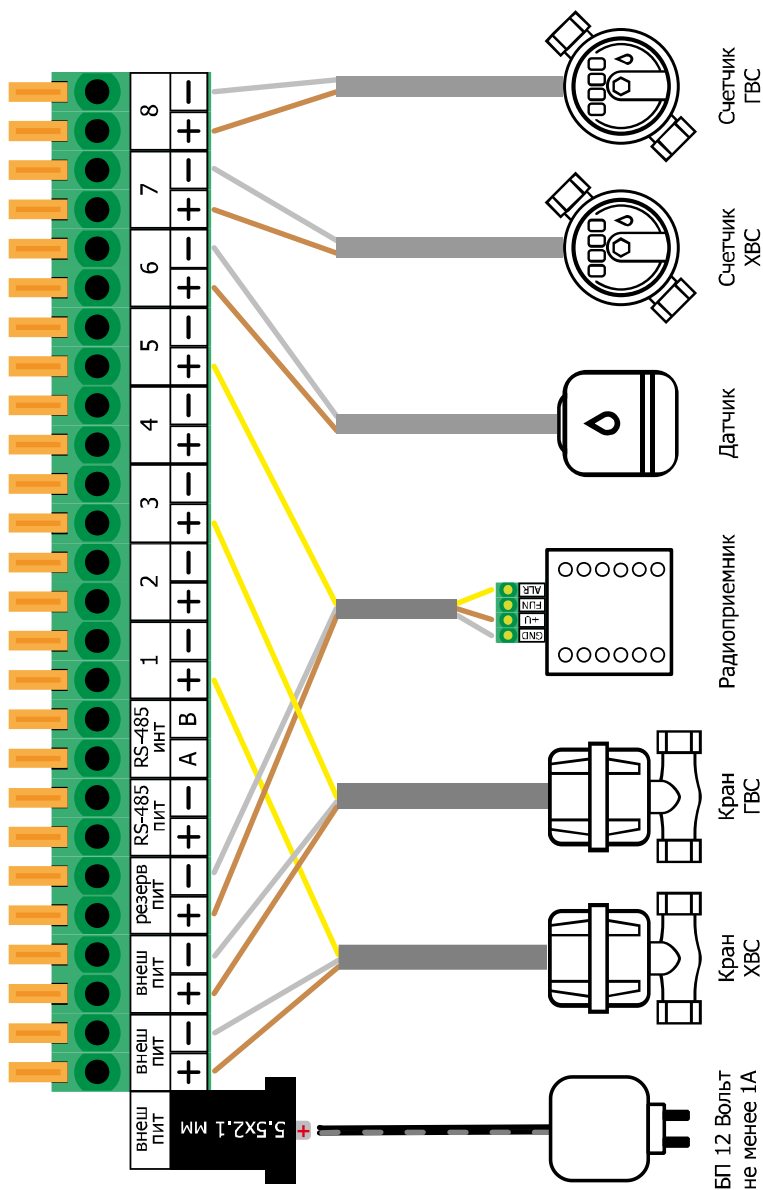 внеш
пит
внеш
пит
внеш
пит
резерв
пит
RS-485
пит
RS-485
инт
1
2
3
4
5
6
7
8
+ − + − + − + − A B + − + − + − + − + − + − + − + −
5.5x2.1 мм
+
GND
+U
FUN
ALR
БП 12 Вольт
не менее 1А
Кран
ХВС
Кран
ГВС
Радиоприемник
Датчик
Счетчик
ХВС
Счетчик
ГВС